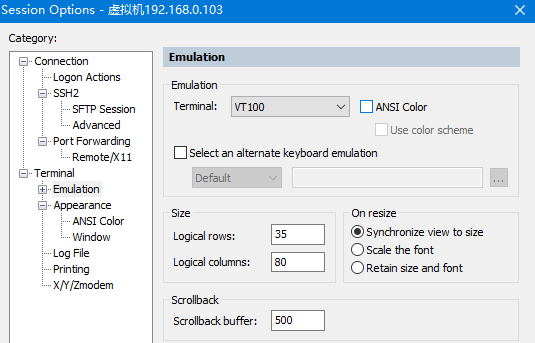 Session Options - 虚拟机192.168.0.103
Category:
Connection
Logon Actions
SSH2
SFTP Session
Advanced
Port Forwarding
Remote/X11
Terminal
Emulation
Appearance
ANSI Color
Window
Log File
Printing
X/Y/Zmodem
Emulation
Emulation
Terminal: VT100 ANSI Color
Use color scheme
Select an alternate keyboard emulation
Default ...
Size
Logical rows: 35
Logical columns: 80
On resize
Synchronize view to size
Scale the font
Retain size and font
Scrollback
Scrollback buffer: 500